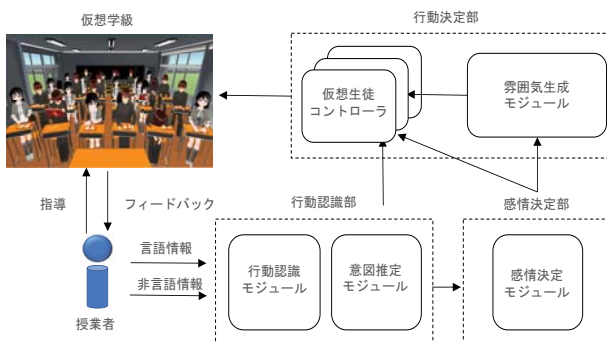 仮想学級
行動決定部
仮想生徒
コントローラ
雰囲気生成
モジュール
指導
フィードバック
行動認識部
感情決定部
言語情報
非言語情報
行動認識
モジュール
意図推定
モジュール
感情決定
モジュール
授業者